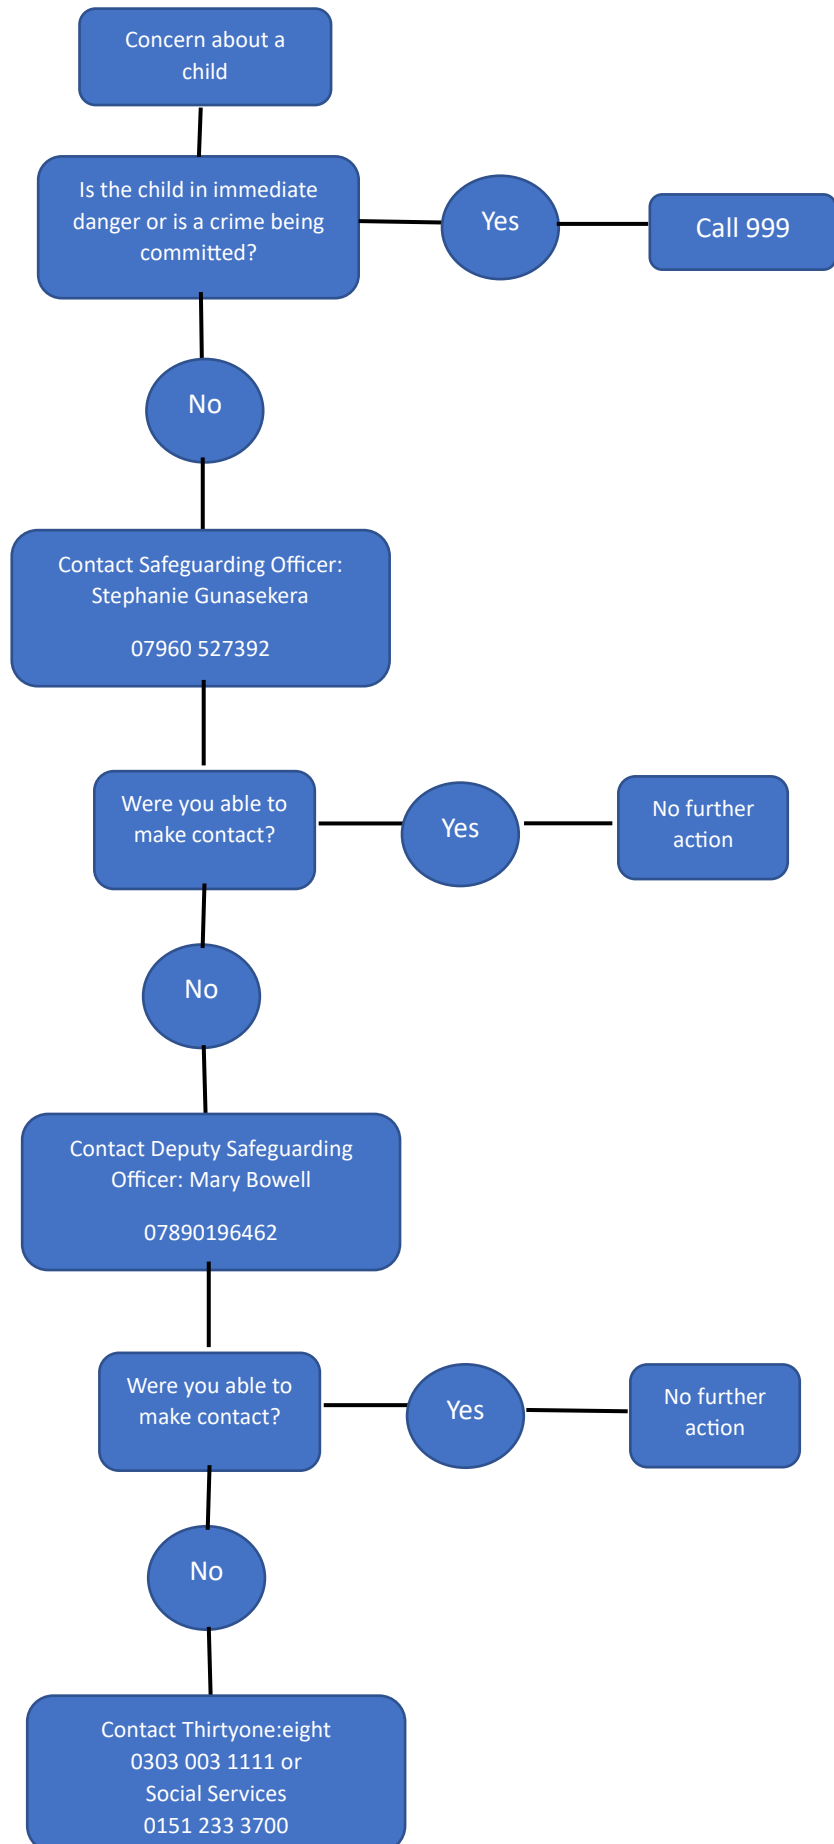 Concern about a
child
Is the child in immediate
danger or is a crime being
committed?
Yes
Call 999
No
Contact Safeguarding Officer:
Stephanie Gunasekera
07960 527392
Were you able to
make contact?
Yes
No further
action
No
Contact Deputy Safeguarding
Officer: Mary Bowell
07890196462
Were you able to
make contact?
Yes
No further
action
No
Contact Thirtyone:eight
0303 003 1111 or
Social Services
0151 233 3700